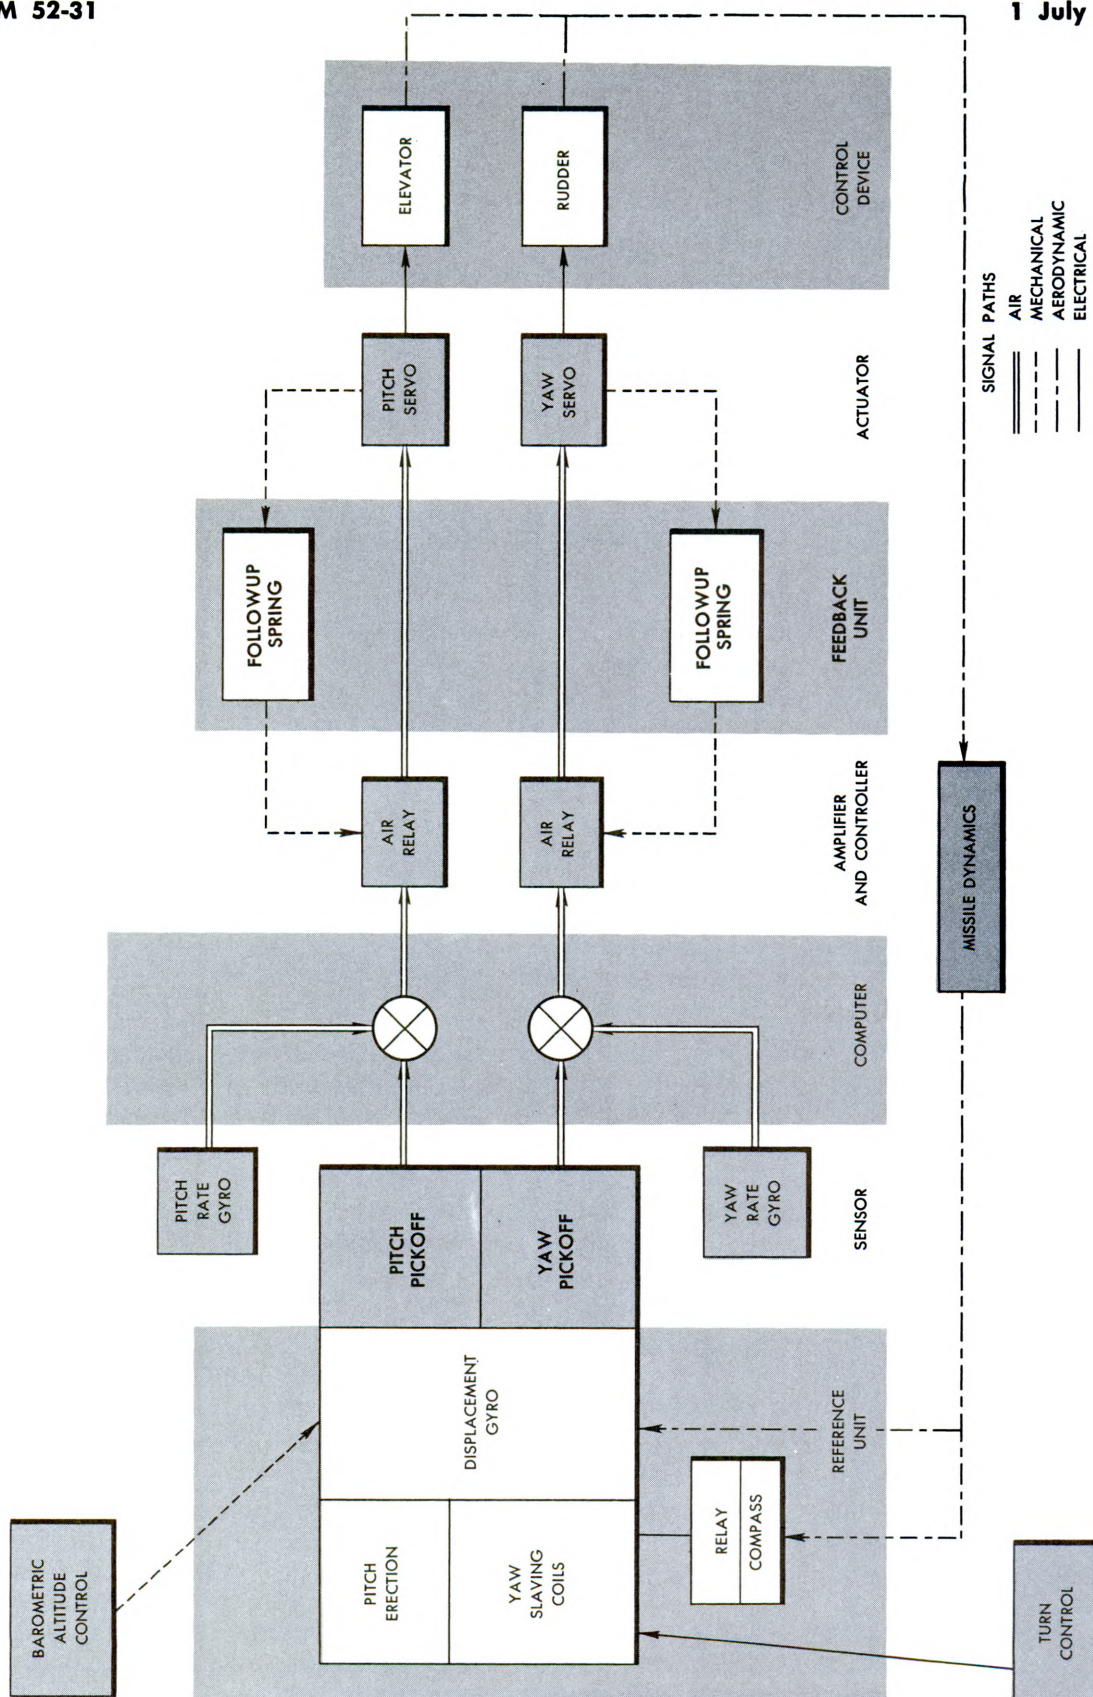 M 52-31
1 July
BAROMETRIC
ALTITUDE
CONTROL
PITCH
ERECTION
YAW
SLAVING
COILS
DISPLACEMENT
GYRO
RELAY
COMPASS
REFERENCE
UNIT
TURN
CONTROL
PITCH
RATE
GYRO
PITCH
PICKOFF
YAW
PICKOFF
YAW
RATE
GYRO
SENSOR
COMPUTER
AIR
RELAY
AIR
RELAY
AMPLIFIER
AND CONTROLLER
MISSILE DYNAMICS
FOLLOWUP
SPRING
FOLLOWUP
SPRING
FEEDBACK
UNIT
PITCH
SERVO
YAW
SERVO
ACTUATOR
ELEVATOR
RUDDER
CONTROL
DEVICE
SIGNAL PATHS
AIR
MECHANICAL
AERODYNAMIC
ELECTRICAL